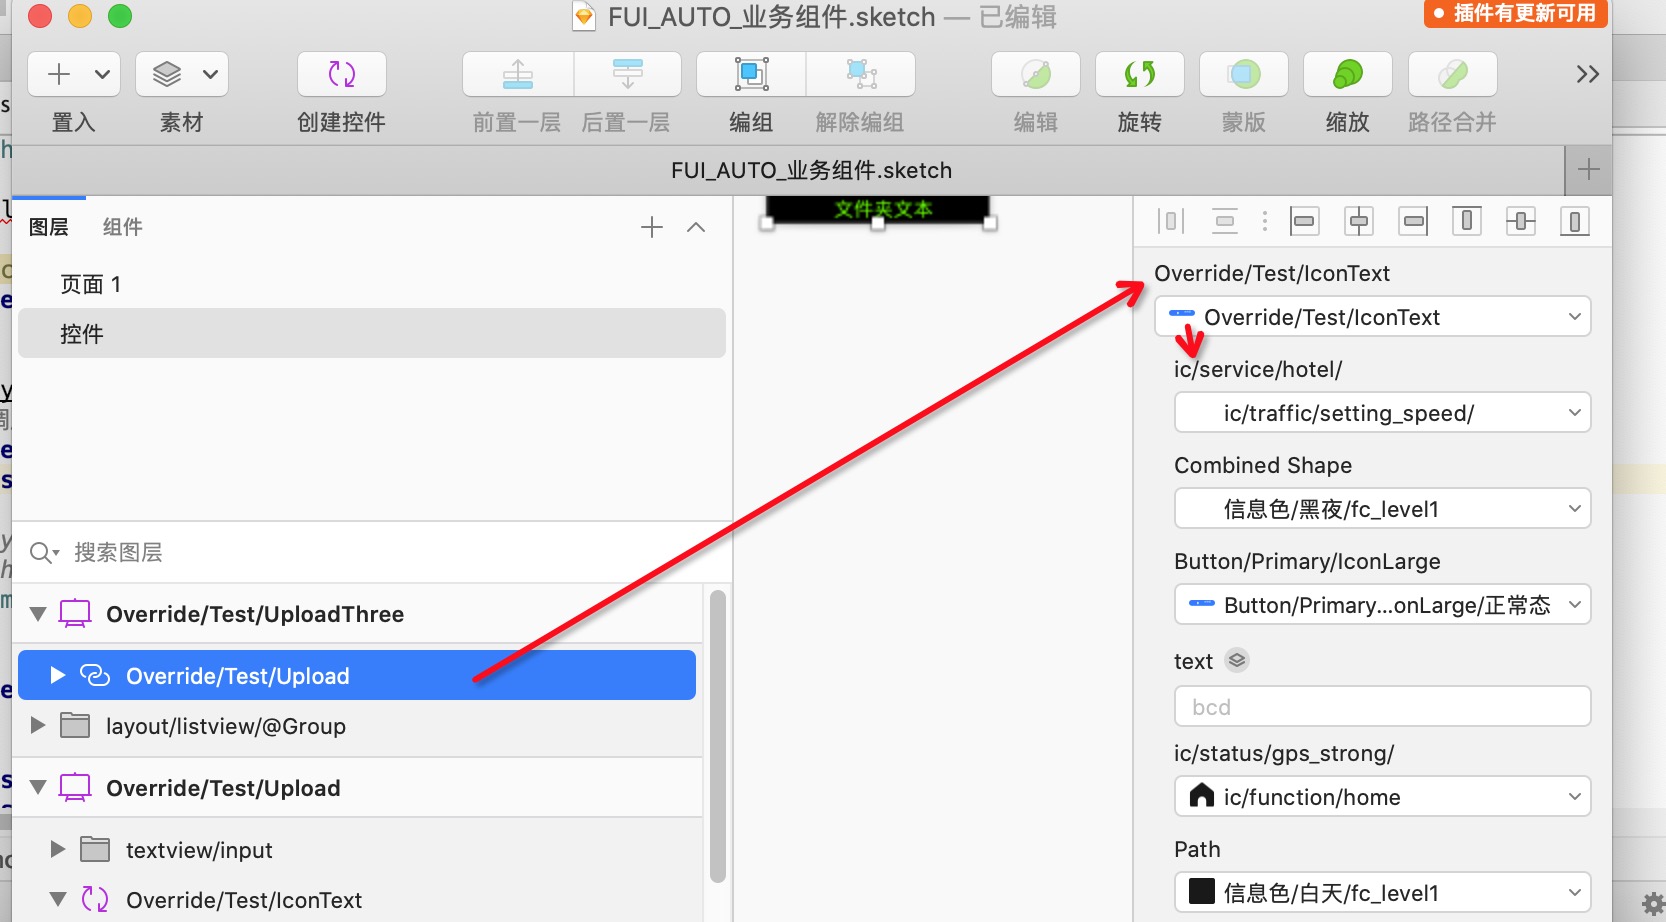 FUI_AUTO_业务组件.sketch — 已编辑
插件有更新可用
置入
素材
创建控件
前置一层
后置一层
编组
解除编组
编辑
旋转
蒙版
缩放
路径合并
FUI_AUTO_业务组件.sketch
图层
组件
页面 1
控件
搜索图层
Override/Test/UploadThree
Override/Test/Upload
layout/listview/@Group
Override/Test/Upload
textview/input
Override/Test/IconText
文件夹文本
Override/Test/IconText
Override/Test/IconText
ic/service/hotel/
ic/traffic/setting_speed/
Combined Shape
信息色/黑夜/fc_level1
Button/Primary/IconLarge
Button/Primary...onLarge/正常态
text
bcd
ic/status/gps_strong/
ic/function/home
Path
信息色/白天/fc_level1